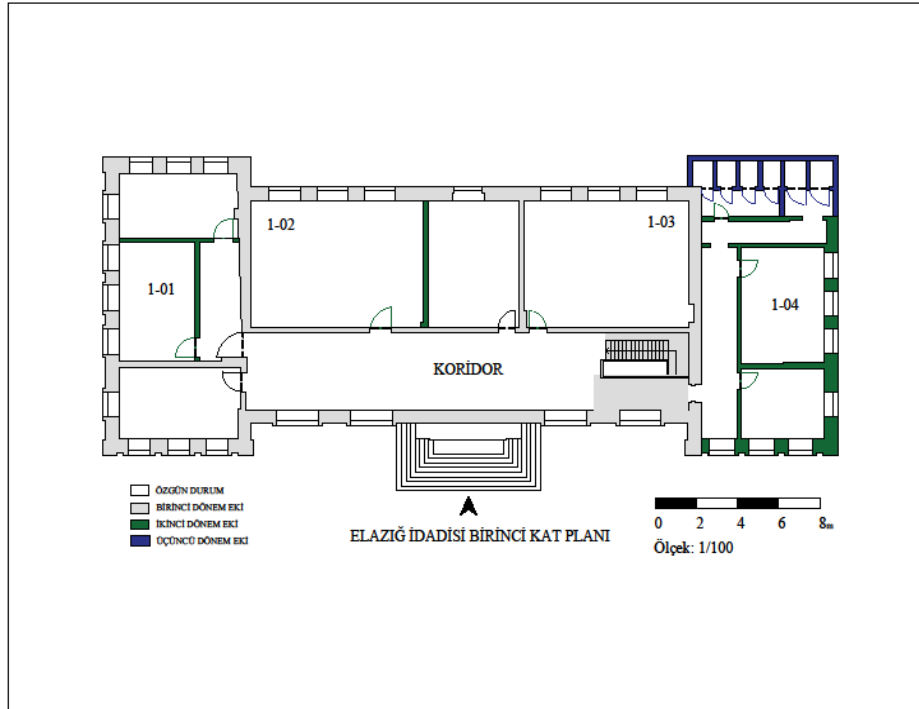 1-02
1-03
1-01
1-04
KORİDOR
ÖZGÜN DURUM
BİRİNCİ DÖNEM EKİ
İKİNCİ DÖNEM EKİ
ÜÇÜNCÜ DÖNEM EKİ
ELAZIĞ İDADİSİ BİRİNCİ KAT PLANI
0 2 4 6 8m
Ölçek: 1/100